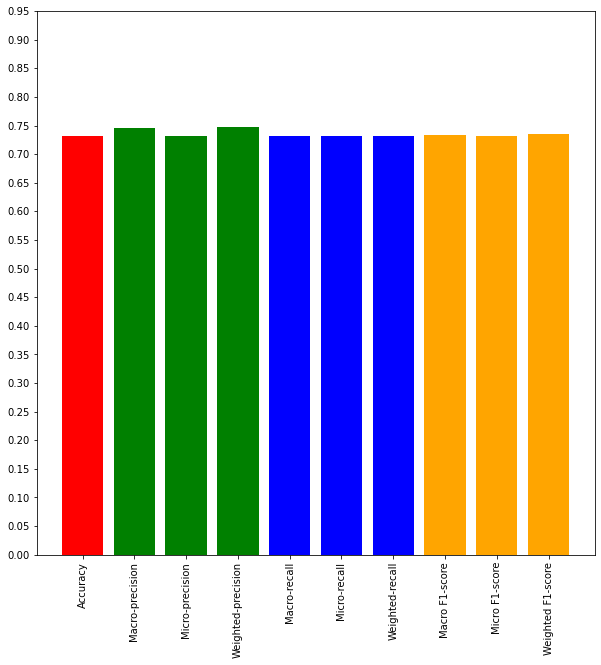 0.95
0.90
0.85
0.80
0.75
0.70
0.65
0.60
0.55
0.50
0.45
0.40
0.35
0.30
0.25
0.20
0.15
0.10
0.05
0.00
Accuracy
Macro-precision
Micro-precision
Weighted-precision
Macro-recall
Micro-recall
Weighted-recall
Macro F1-score
Micro F1-score
Weighted F1-score